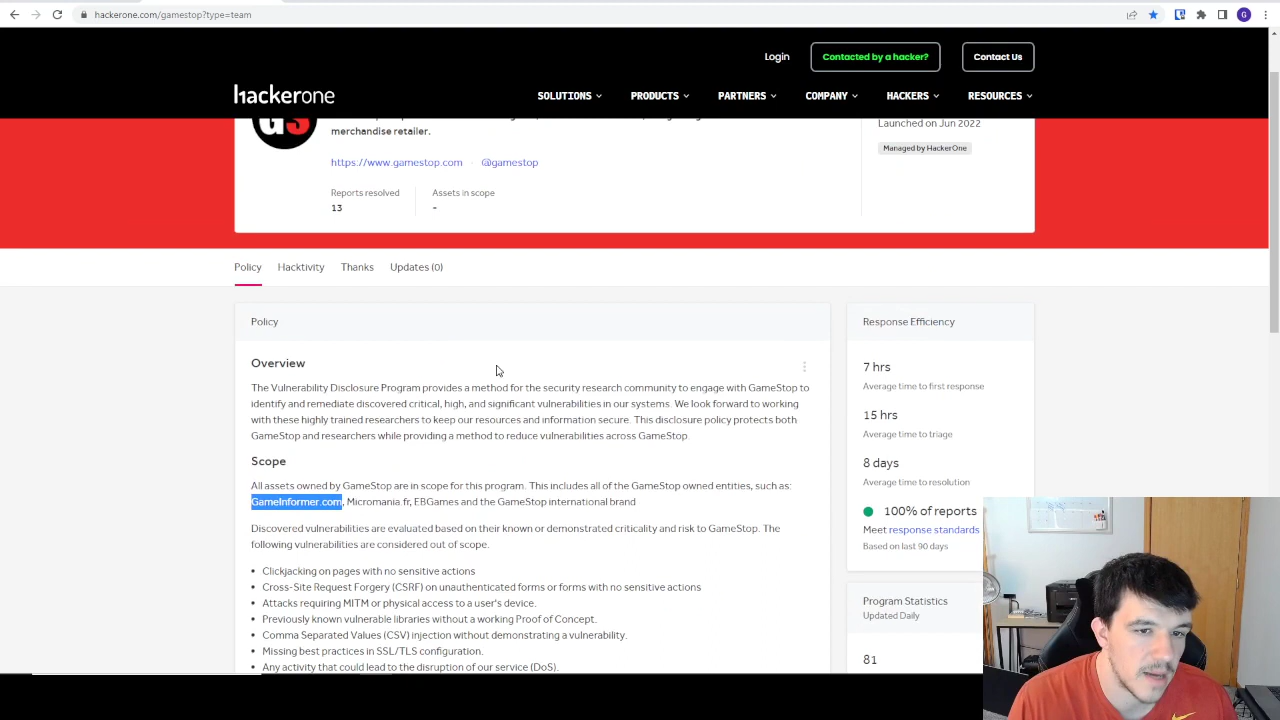 hackerone.com/gamestop?type=team
G
Login
Contacted by a hacker?
Contact Us
hackerone
SOLUTIONS
PRODUCTS
PARTNERS
COMPANY
HACKERS
RESOURCES
GS
merchandise retailer.
Launched on Jun 2022
Managed by HackerOne
https://www.gamestop.com · @gamestop
Reports resolved
13
Assets in scope
-
Policy
Hacktivity
Thanks
Updates (0)
Policy
Overview
The Vulnerability Disclosure Program provides a method for the security research community to engage with GameStop to
identify and remediate discovered critical, high, and significant vulnerabilities in our systems. We look forward to working
with these highly trained researchers to keep our resources and information secure. This disclosure policy protects both
GameStop and researchers while providing a method to reduce vulnerabilities across GameStop.
Scope
All assets owned by GameStop are in scope for this program. This includes all of the GameStop owned entities, such as:
GameInformer.com, Micromania.fr, EBGames and the GameStop international brand
Discovered vulnerabilities are evaluated based on their known or demonstrated criticality and risk to GameStop. The
following vulnerabilities are considered out of scope.
• Clickjacking on pages with no sensitive actions
• Cross-Site Request Forgery (CSRF) on unauthenticated forms or forms with no sensitive actions
• Attacks requiring MITM or physical access to a user's device.
• Previously known vulnerable libraries without a working Proof of Concept.
• Comma Separated Values (CSV) injection without demonstrating a vulnerability.
• Missing best practices in SSL/TLS configuration.
• Any activity that could lead to the disruption of our service (DoS).
Response Efficiency
7 hrs
Average time to first response
15 hrs
Average time to triage
8 days
Average time to resolution
100% of reports
Meet response standards
Based on last 90 days
Program Statistics
Updated Daily
81